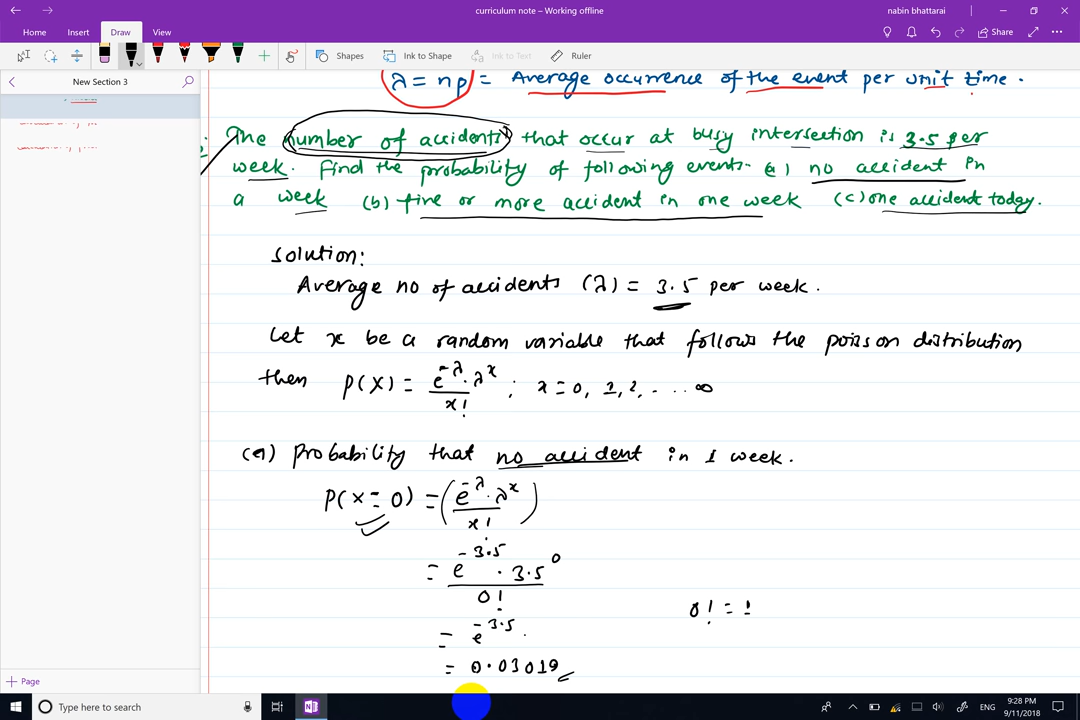 curriculum note – Working offline
nabin bhattarai
Home Insert Draw View
Share
Shapes Ink to Shape Ink to Text Ruler
New Section 3
λ = np = Average occurrence of the event per unit time.
The number of accidents that occur at busy intersection is 3.5 per
week. Find the probability of following events. (a) no accident in
a week (b) five or more accident in one week (c) one accident today.
Solution:
Average no of accidents (λ) = 3.5 per week.
Let x be a random variable that follows the poisson distribution
then P(X) = e^-λ · λ^x / x! ; x = 0, 1, 2, ... ∞
(a) Probability that no accident in 1 week.
P(x = 0) = (e^-λ · λ^x / x!)
= e^-3.5 · 3.5^0 / 0!
0! = 1
= e^-3.5
= 0.03019
Page
Type here to search
ENG
9:28 PM
9/11/2018